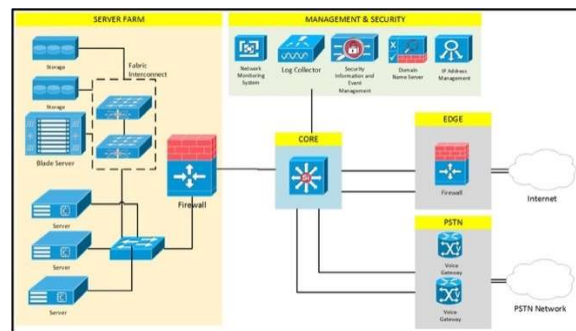 SERVER FARM
MANAGEMENT & SECURITY
Storage
Fabric
Interconnect
Storage
Blade Server
Server
Server
Server
Firewall
Network
Monitoring
System
Log Collector
Security
Information and
Event
Management
Domain
Name Server
IP Address
Management
CORE
Si
EDGE
Firewall
Internet
PSTN
Voice
Gateway
V
Voice
Gateway
V
PSTN Network